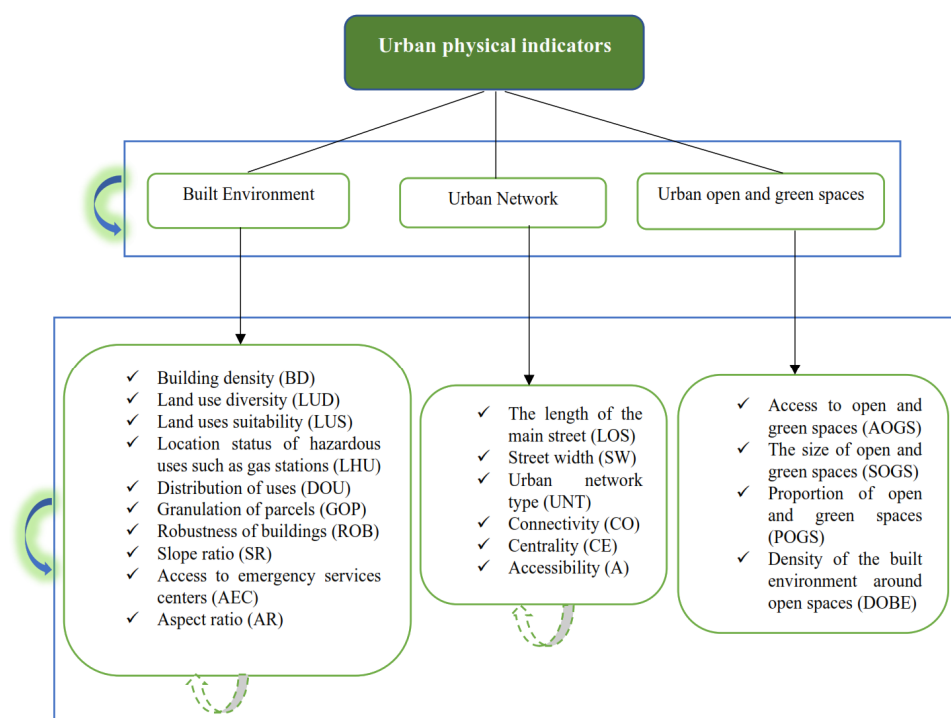 Urban physical indicators
Built Environment
Urban Network
Urban open and green spaces
✓ Building density (BD)
✓ Land use diversity (LUD)
✓ Land uses suitability (LUS)
✓ Location status of hazardous
uses such as gas stations (LHU)
✓ Distribution of uses (DOU)
✓ Granulation of parcels (GOP)
✓ Robustness of buildings (ROB)
✓ Slope ratio (SR)
✓ Access to emergency services
centers (AEC)
✓ Aspect ratio (AR)
✓ The length of the
main street (LOS)
✓ Street width (SW)
✓ Urban network
type (UNT)
✓ Connectivity (CO)
✓ Centrality (CE)
✓ Accessibility (A)
✓ Access to open and
green spaces (AOGS)
✓ The size of open and
green spaces (SOGS)
✓ Proportion of open
and green spaces
(POGS)
✓ Density of the built
environment around
open spaces (DOBE)